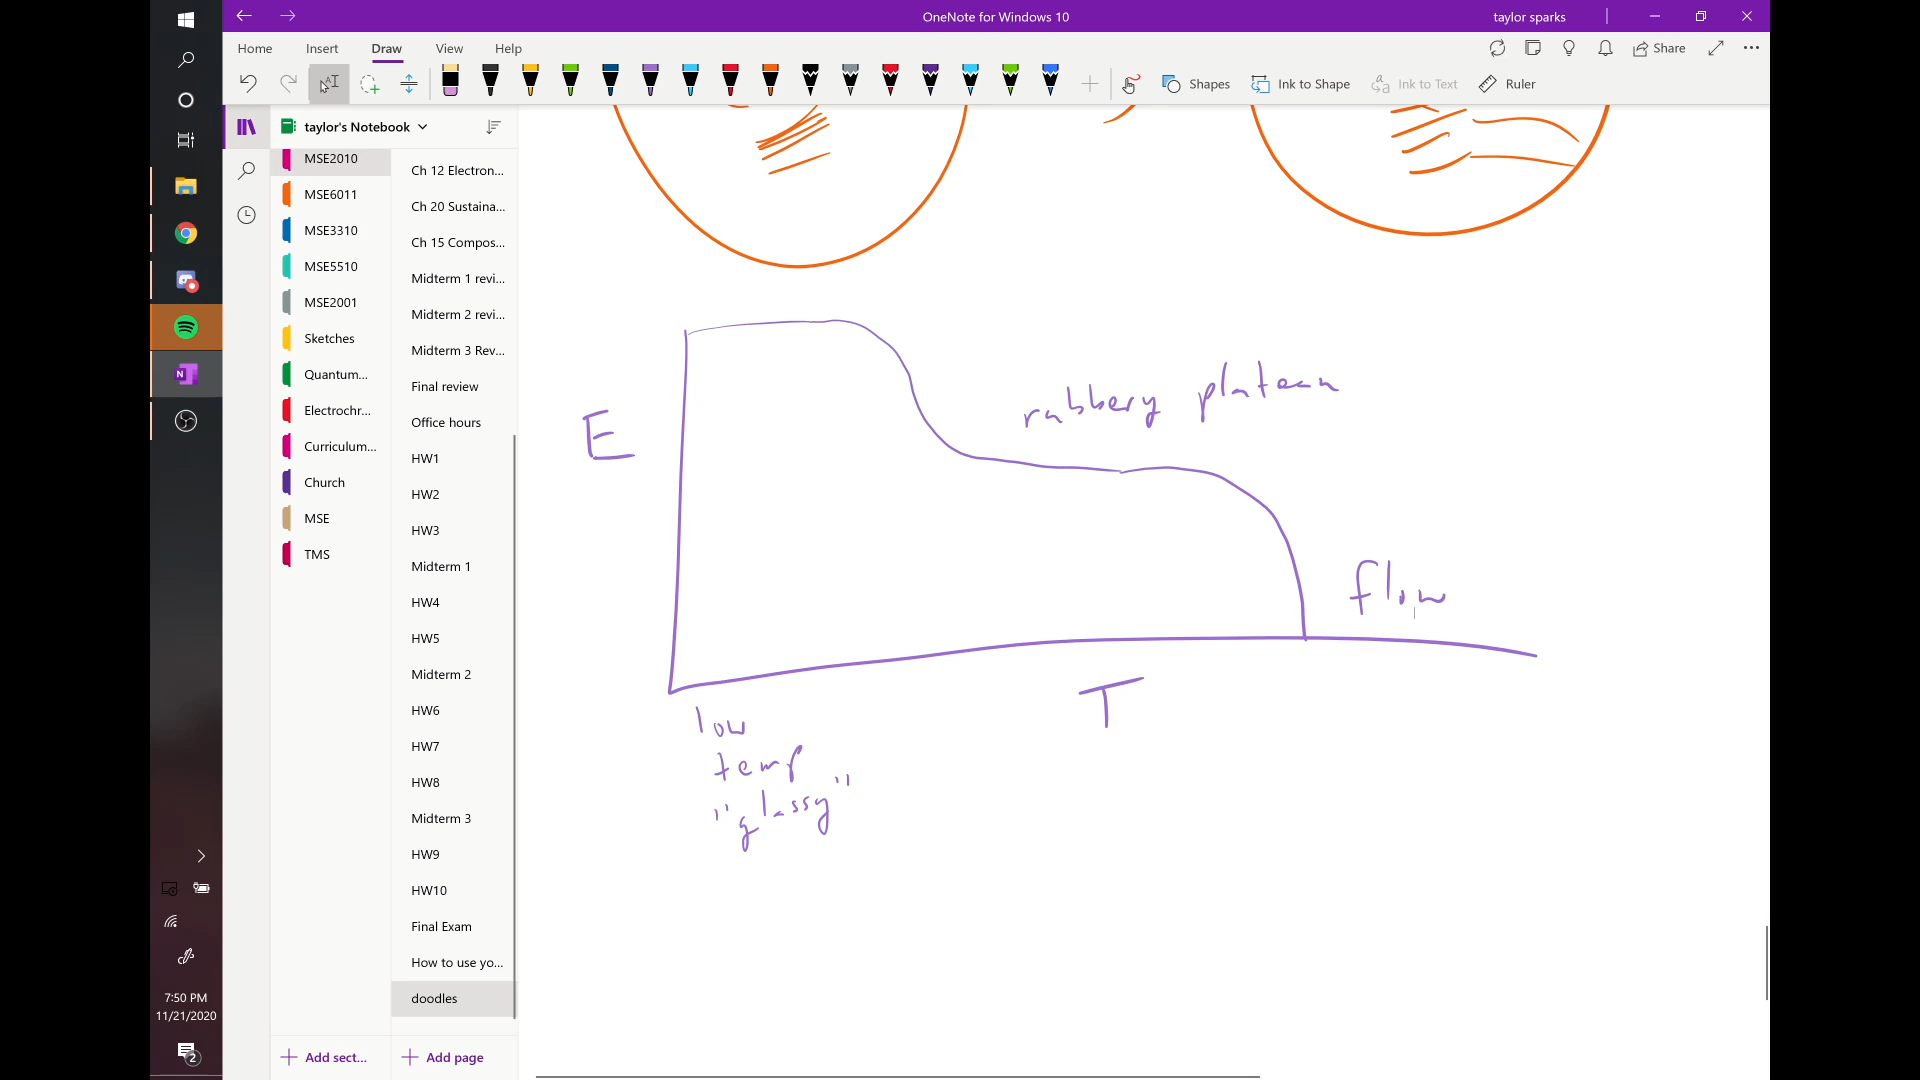 OneNote for Windows 10
taylor sparks
Home
Insert
Draw
View
Help
Share
Shapes
Ink to Shape
Ink to Text
Ruler
taylor's Notebook
MSE2010
MSE6011
MSE3310
MSE5510
MSE2001
Sketches
Quantum...
Electrochr...
Curriculum...
Church
MSE
TMS
Add sect...
Ch 12 Electron...
Ch 20 Sustaina...
Ch 15 Compos...
Midterm 1 revi...
Midterm 2 revi...
Midterm 3 Rev...
Final review
Office hours
HW1
HW2
HW3
Midterm 1
HW4
HW5
Midterm 2
HW6
HW7
HW8
Midterm 3
HW9
HW10
Final Exam
How to use yo...
doodles
Add page
E
rubbery plateau
flow
T
low
temp
"glassy"
7:50 PM
11/21/2020
2